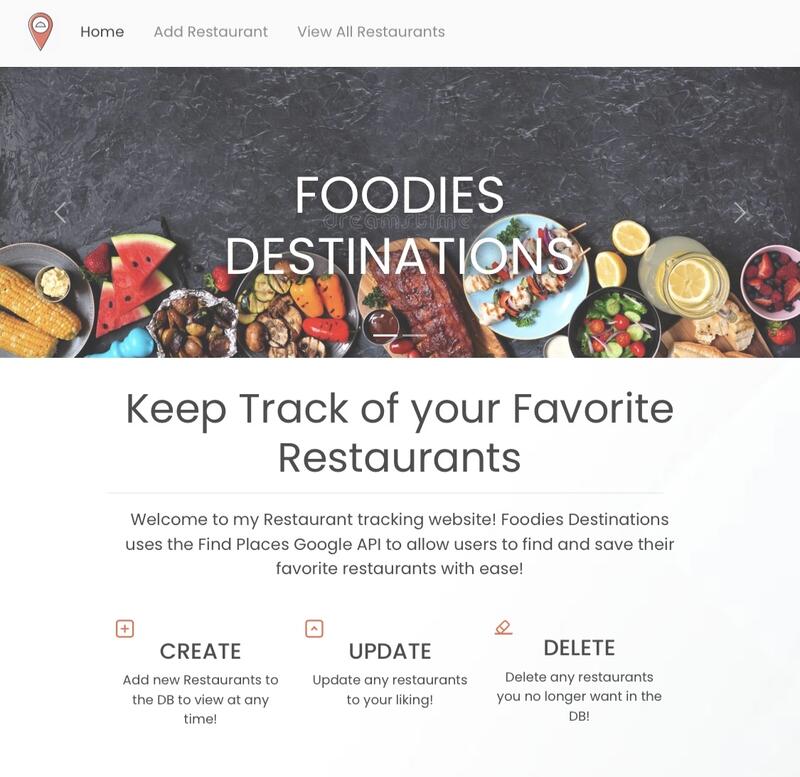 Home Add Restaurant View All Restaurants
FOODIES
dreamstime
DESTINATIONS
Keep Track of your Favorite
Restaurants
Welcome to my Restaurant tracking website! Foodies Destinations
uses the Find Places Google API to allow users to find and save their
favorite restaurants with ease!
CREATE
Add new Restaurants to
the DB to view at any
time!
UPDATE
Update any restaurants
to your liking!
DELETE
Delete any restaurants
you no longer want in the
DB!